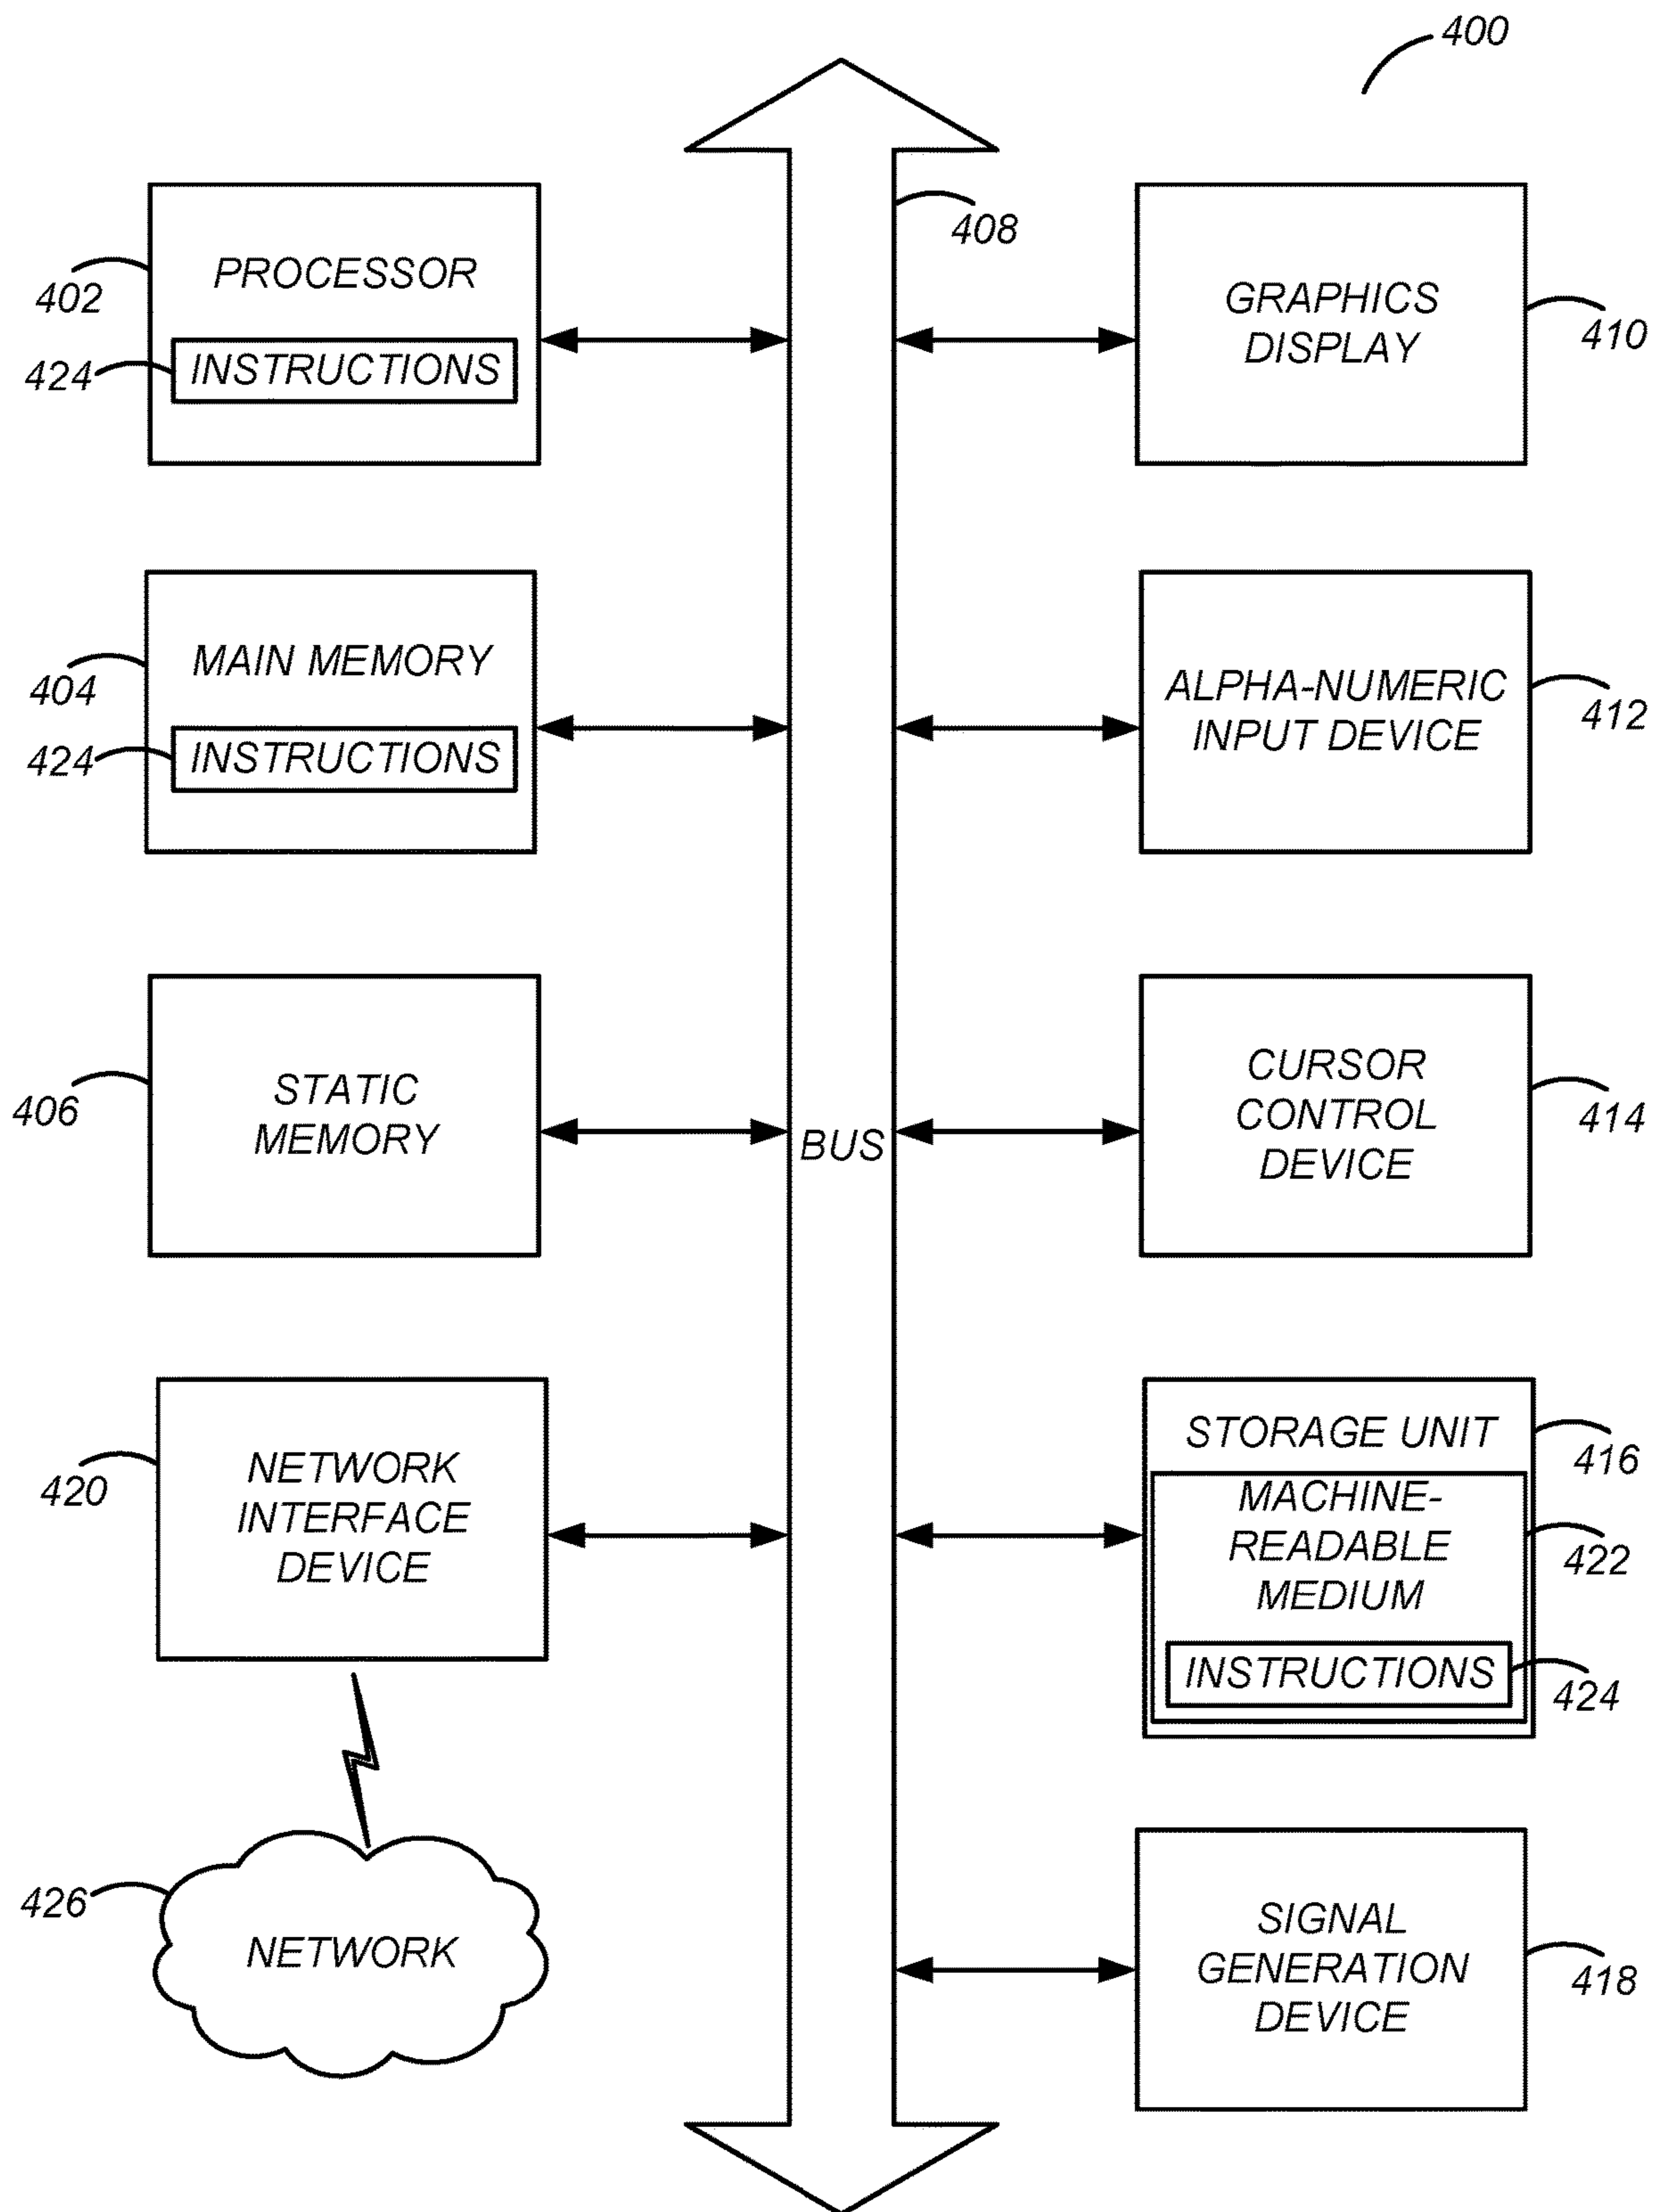 400
408
PROCESSOR
402
424
INSTRUCTIONS
GRAPHICS
DISPLAY
410
MAIN MEMORY
404
424
INSTRUCTIONS
ALPHA-NUMERIC
INPUT DEVICE
412
STATIC
MEMORY
406
BUS
CURSOR
CONTROL
DEVICE
414
NETWORK
INTERFACE
DEVICE
420
STORAGE UNIT
416
MACHINE-
READABLE
MEDIUM
422
INSTRUCTIONS
424
426
NETWORK
SIGNAL
GENERATION
DEVICE
418